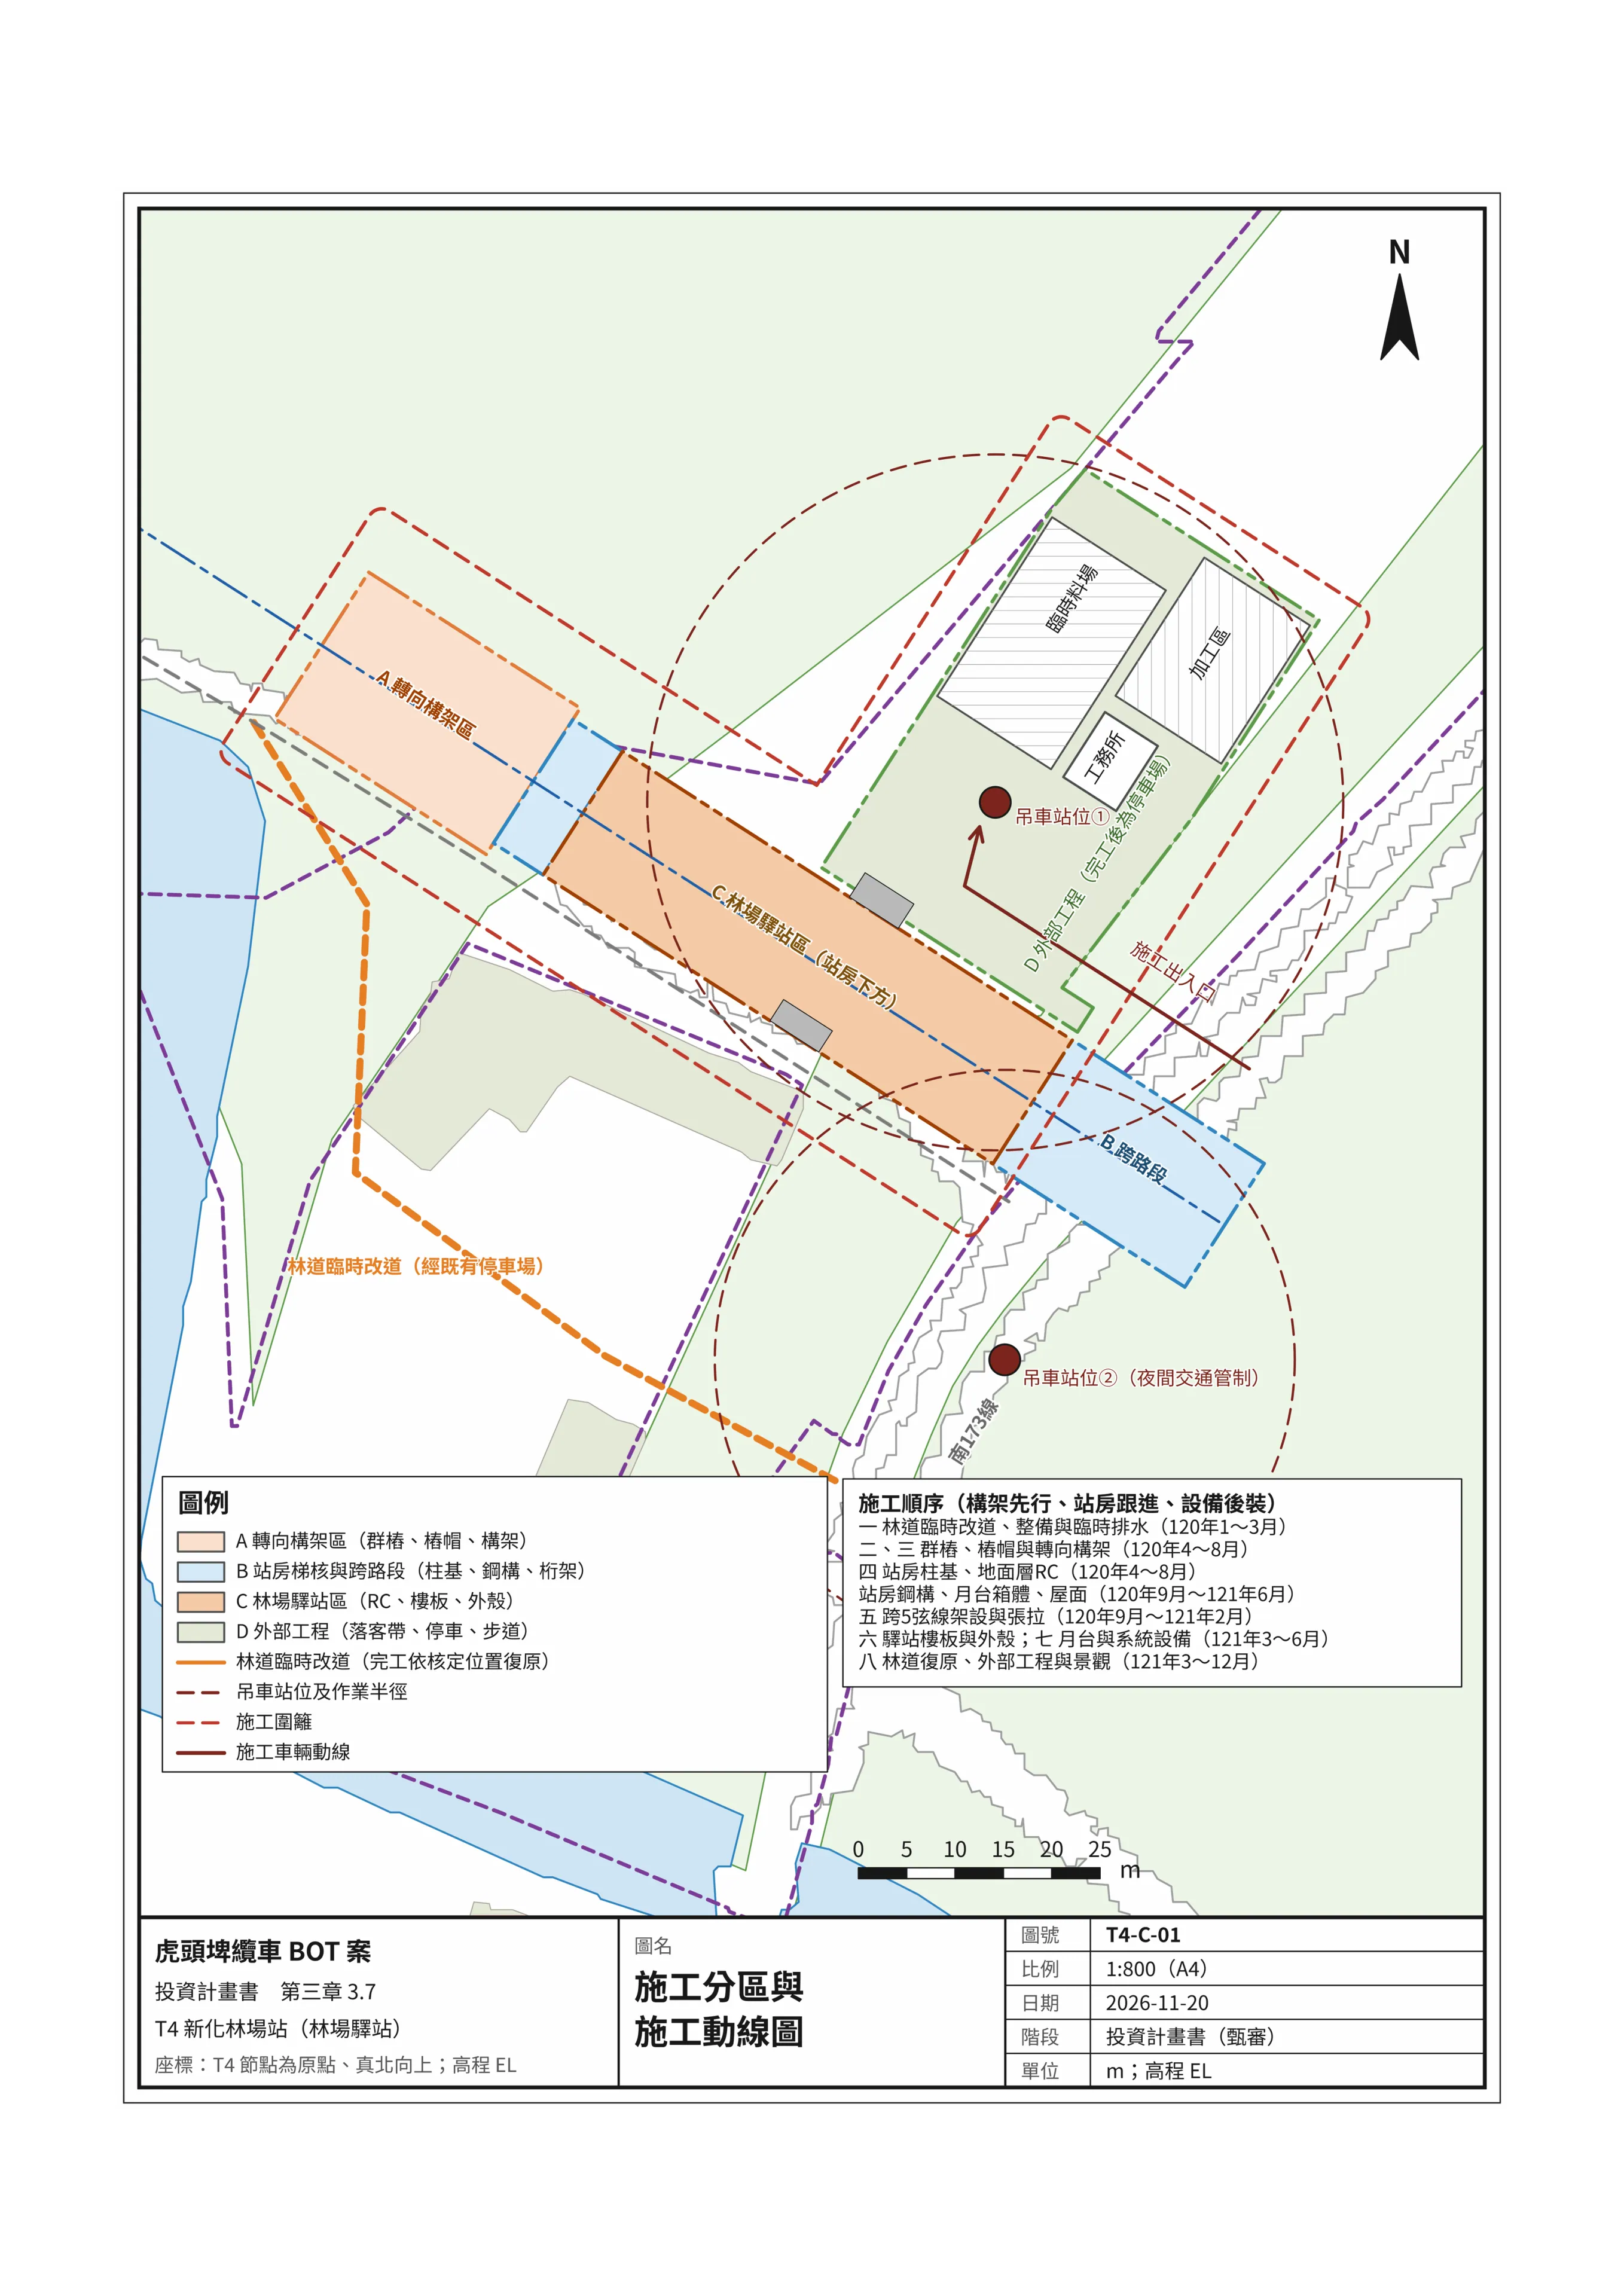 N
臨時料場
加工區
工務所
吊車站位①
A 轉向構架區
C 林場驛站區（站房下方）
D 外部工程（完工後為停車場）
施工出入口
B 跨路段
林道臨時改道（經既有停車場）
吊車站位②（夜間交通管制）
南173線
圖例
A 轉向構架區（群樁、樁帽、構架）
B 站房梯核與跨路段（柱基、鋼構、桁架）
C 林場驛站區（RC、樓板、外殼）
D 外部工程（落客帶、停車、步道）
林道臨時改道（完工依核定位置復原）
吊車站位及作業半徑
施工圍籬
施工車輛動線
施工順序（構架先行、站房跟進、設備後裝）
一 林道臨時改道、整備與臨時排水（120年1～3月）
二、三 群樁、樁帽與轉向構架（120年4～8月）
四 站房柱基、地面層RC（120年4～8月）
站房鋼構、月台箱體、屋面（120年9月～121年6月）
五 跨5弦線架設與張拉（120年9月～121年2月）
六 驛站樓板與外殼；七 月台與系統設備（121年3～6月）
八 林道復原、外部工程與景觀（121年3～12月）
0 5 10 15 20 25
m
虎頭埤纜車 BOT 案
投資計畫書　第三章 3.7
T4 新化林場站（林場驛站）
座標：T4 節點為原點、真北向上；高程 EL
圖名
施工分區與
施工動線圖
圖號 T4-C-01
比例 1:800（A4）
日期 2026-11-20
階段 投資計畫書（甄審）
單位 m；高程 EL